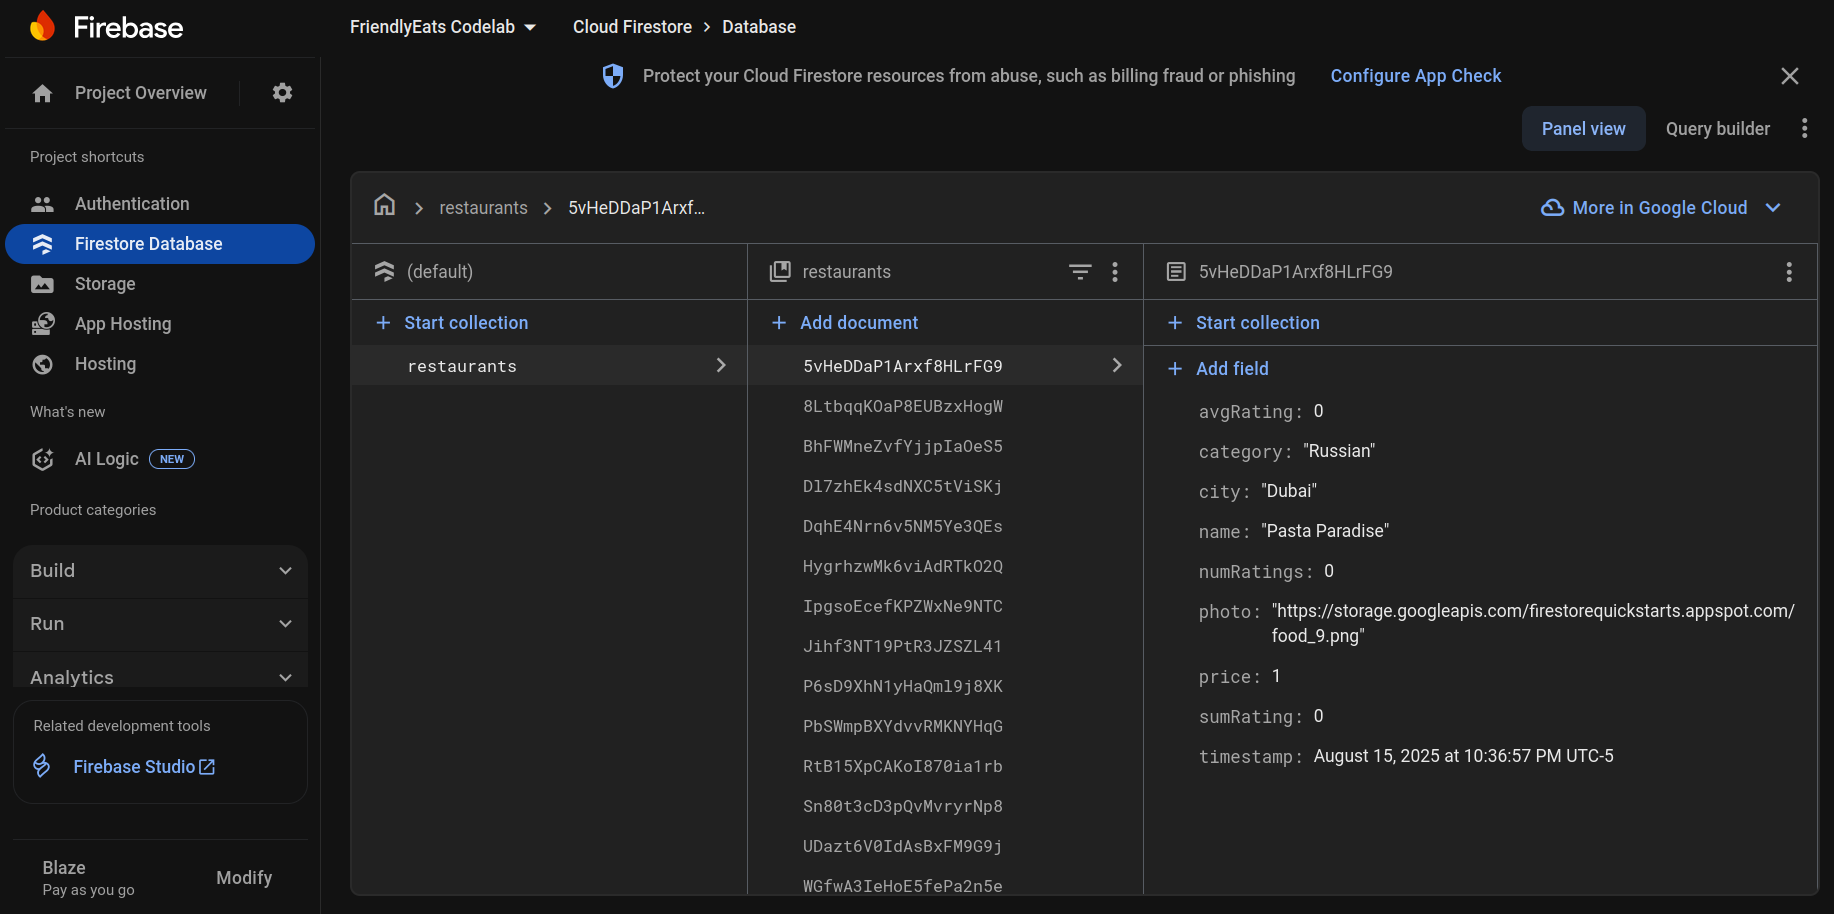 Firebase
FriendlyEats Codelab
Cloud Firestore > Database
Protect your Cloud Firestore resources from abuse, such as billing fraud or phishing
Configure App Check
Project Overview
Panel view
Query builder
Project shortcuts
Authentication
Firestore Database
Storage
App Hosting
Hosting
What's new
AI Logic NEW
Product categories
Build
Run
Analytics
Related development tools
Firebase Studio
Blaze
Pay as you go
Modify
restaurants > 5vHeDDaP1Arxf…
More in Google Cloud
(default)
+ Start collection
restaurants
restaurants
+ Add document
5vHeDDaP1Arxf8HLrFG9
8LtbqqKOaP8EUBzxHogW
BhFWMneZvfYjjpIaOeS5
Dl7zhEk4sdNXC5tViSKj
DqhE4Nrn6v5NM5Ye3QEs
HygrhzwMk6viAdRTkO2Q
IpgsoEcefKPZWxNe9NTC
Jihf3NT19PtR3JZSZL41
P6sD9XhN1yHaQml9j8XK
PbSWmpBXYdvvRMKNYHqG
RtB15XpCAKoI870ia1rb
Sn80t3cD3pQvMvryrNp8
UDazt6V0IdAsBxFM9G9j
WGfwA3IeHoE5fePa2n5e
5vHeDDaP1Arxf8HLrFG9
+ Start collection
+ Add field
avgRating: 0
category: "Russian"
city: "Dubai"
name: "Pasta Paradise"
numRatings: 0
photo: "https://storage.googleapis.com/firestorequickstarts.appspot.com/
food_9.png"
price: 1
sumRating: 0
timestamp: August 15, 2025 at 10:36:57 PM UTC-5